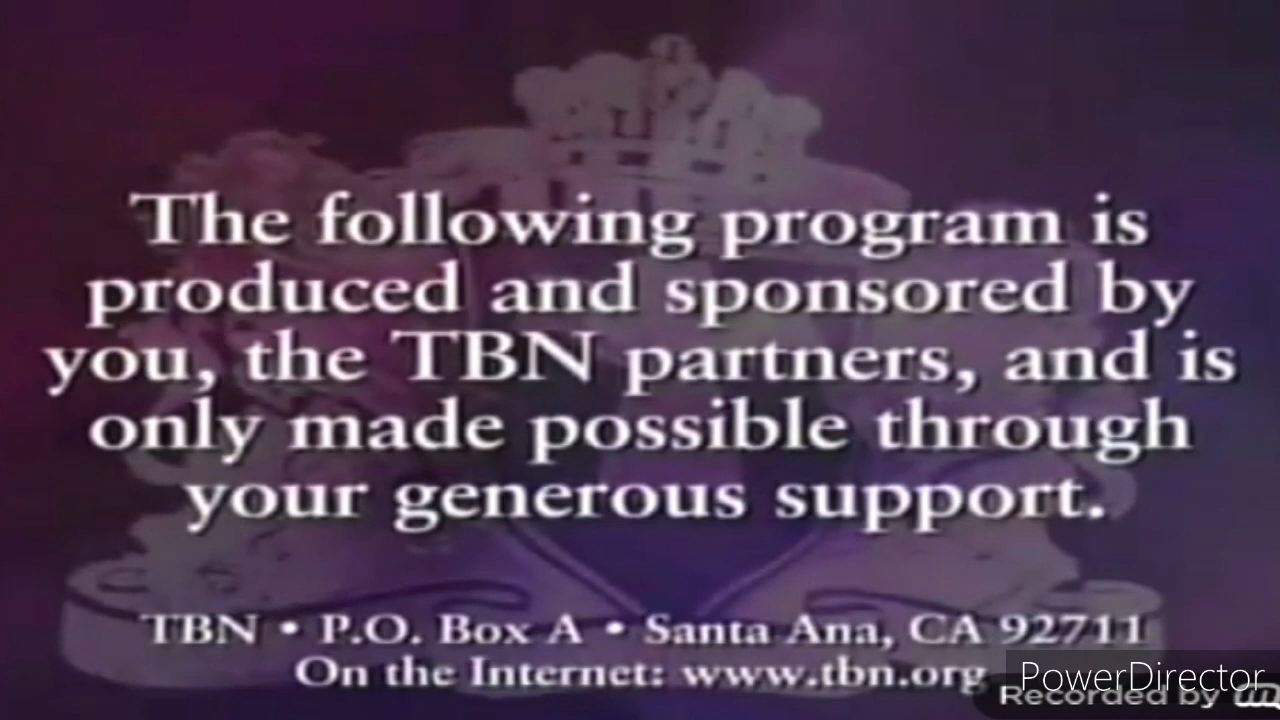 The following program is
produced and sponsored by
you, the TBN partners, and is
only made possible through
your generous support.
TBN • P.O. Box A • Santa Ana, CA 92711
On the Internet: www.tbn.org
PowerDirector
Recorded by